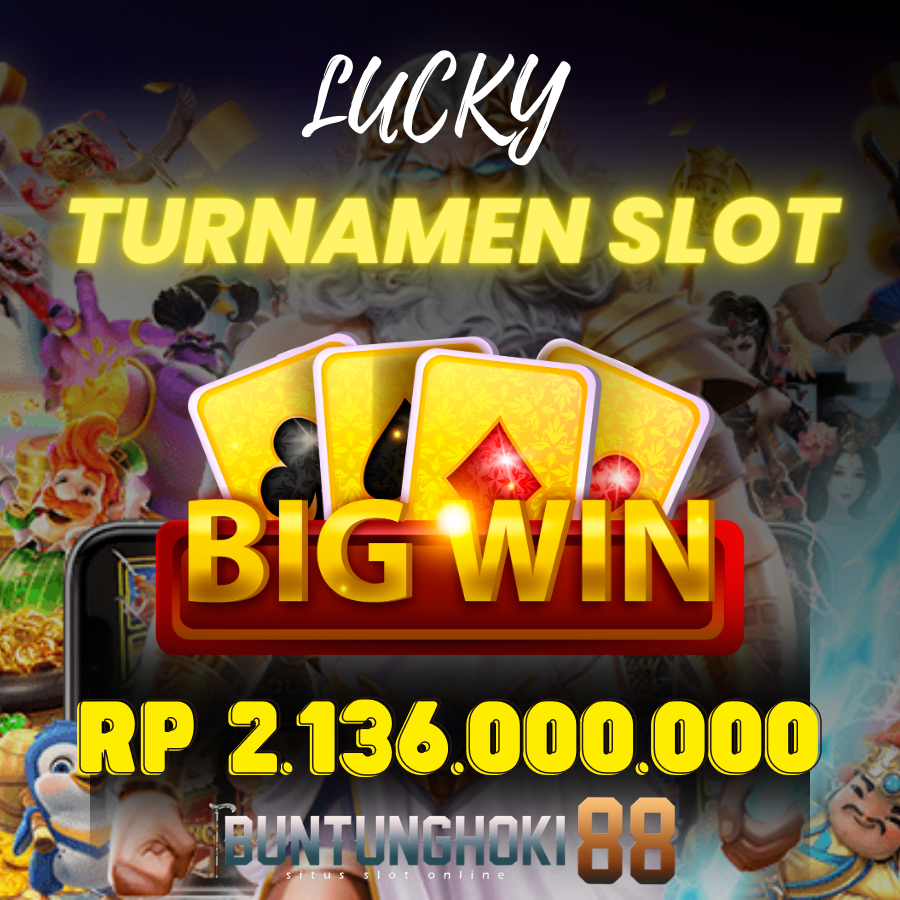 LUCKY
TURNAMEN SLOT
BIG WIN
RP 2.136.000.000
BUNTUNGHOKI88
situs slot online